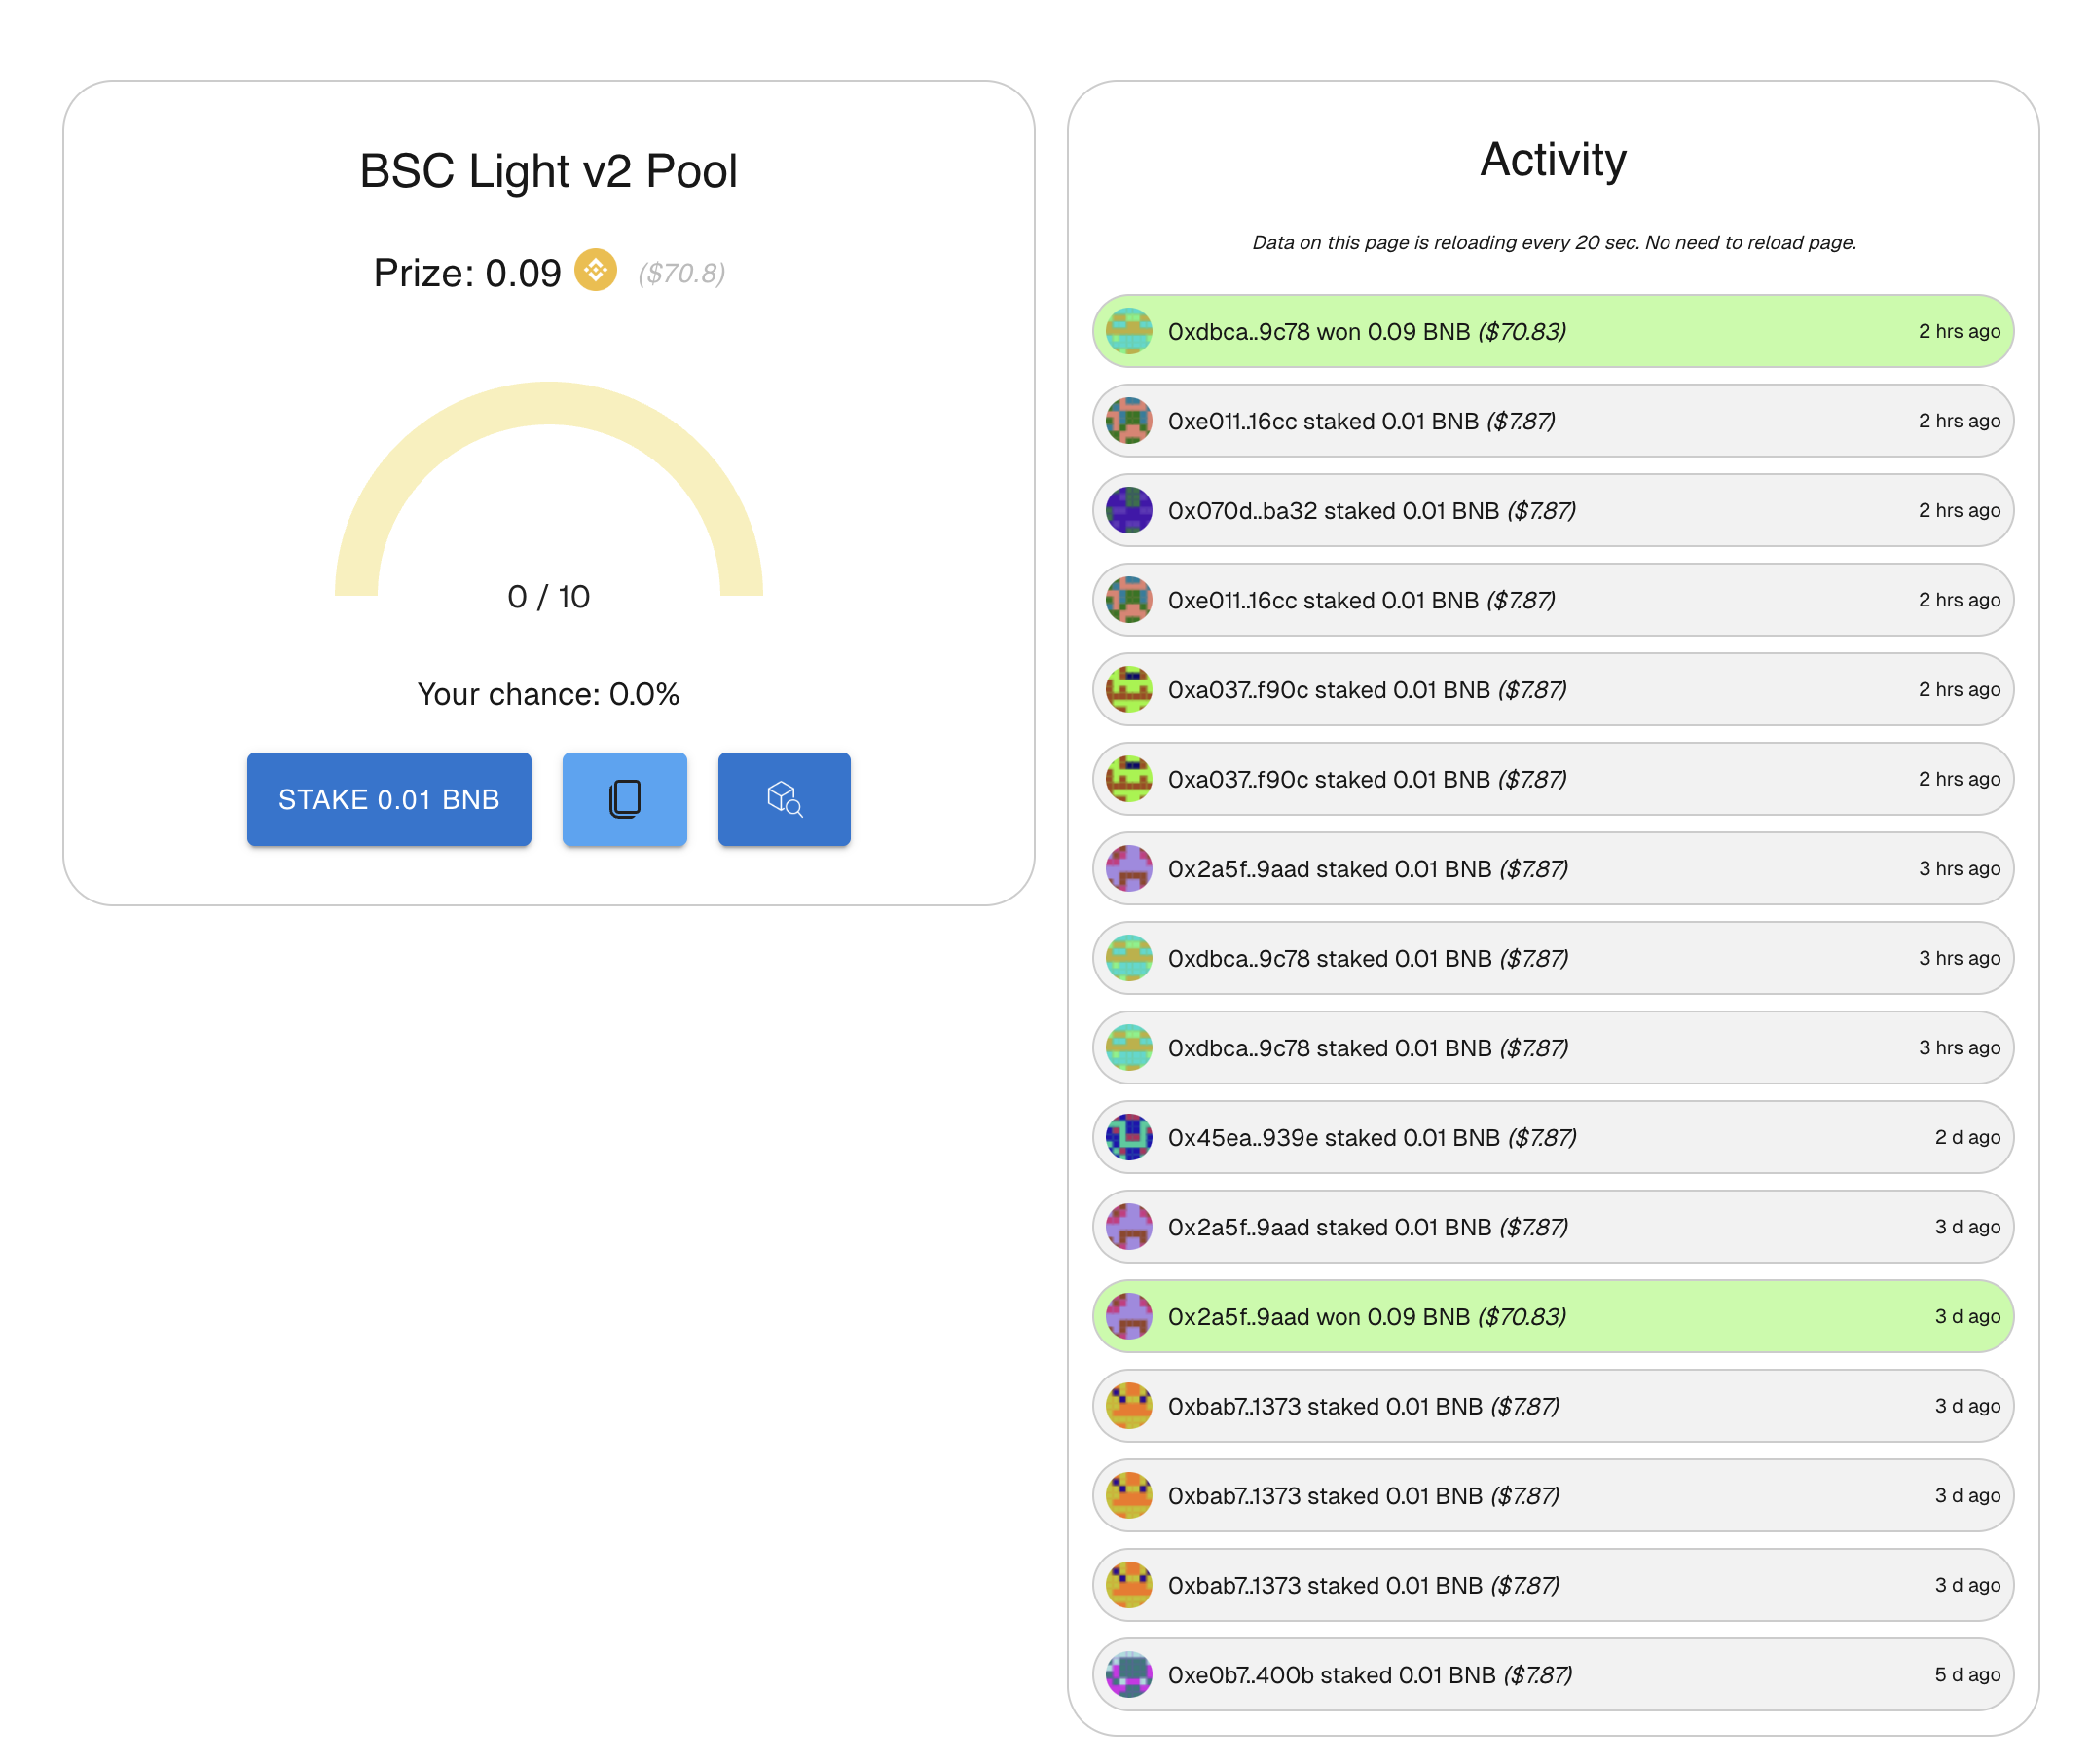 BSC Light v2 Pool
Prize: 0.09 ($70.8)
0 / 10
Your chance: 0.0%
STAKE 0.01 BNB
Activity
Data on this page is reloading every 20 sec. No need to reload page.
0xdbca..9c78 won 0.09 BNB ($70.83) 2 hrs ago
0xe011..16cc staked 0.01 BNB ($7.87) 2 hrs ago
0x070d..ba32 staked 0.01 BNB ($7.87) 2 hrs ago
0xe011..16cc staked 0.01 BNB ($7.87) 2 hrs ago
0xa037..f90c staked 0.01 BNB ($7.87) 2 hrs ago
0xa037..f90c staked 0.01 BNB ($7.87) 2 hrs ago
0x2a5f..9aad staked 0.01 BNB ($7.87) 3 hrs ago
0xdbca..9c78 staked 0.01 BNB ($7.87) 3 hrs ago
0xdbca..9c78 staked 0.01 BNB ($7.87) 3 hrs ago
0x45ea..939e staked 0.01 BNB ($7.87) 2 d ago
0x2a5f..9aad staked 0.01 BNB ($7.87) 3 d ago
0x2a5f..9aad won 0.09 BNB ($70.83) 3 d ago
0xbab7..1373 staked 0.01 BNB ($7.87) 3 d ago
0xbab7..1373 staked 0.01 BNB ($7.87) 3 d ago
0xbab7..1373 staked 0.01 BNB ($7.87) 3 d ago
0xe0b7..400b staked 0.01 BNB ($7.87) 5 d ago